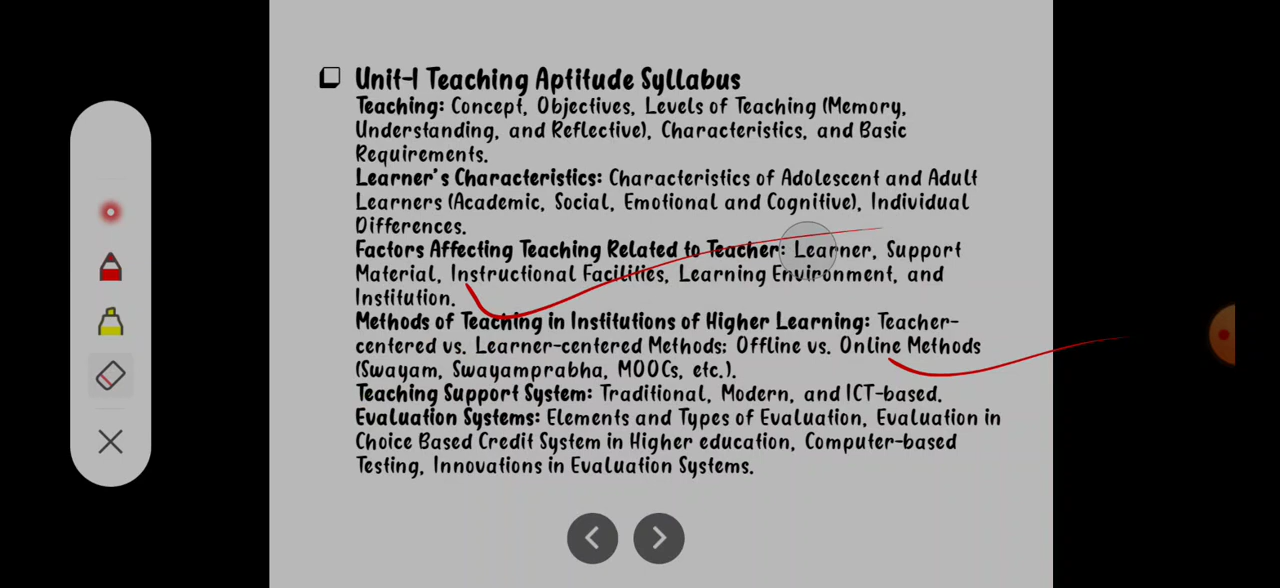 Unit-1 Teaching Aptitude Syllabus
Teaching: Concept, Objectives, Levels of Teaching (Memory,
Understanding, and Reflective), Characteristics, and Basic
Requirements.
Learner's Characteristics: Characteristics of Adolescent and Adult
Learners (Academic, Social, Emotional and Cognitive), Individual
Differences.
Factors Affecting Teaching Related to Teacher: Learner, Support
Material, Instructional Facilities, Learning Environment, and
Institution.
Methods of Teaching in Institutions of Higher Learning: Teacher-
centered vs. Learner-centered Methods; Offline vs. Online Methods
(Swayam, Swayamprabha, MOOCs, etc.).
Teaching Support System: Traditional, Modern, and ICT-based.
Evaluation Systems: Elements and Types of Evaluation, Evaluation in
Choice Based Credit System in Higher education, Computer-based
Testing, Innovations in Evaluation Systems.